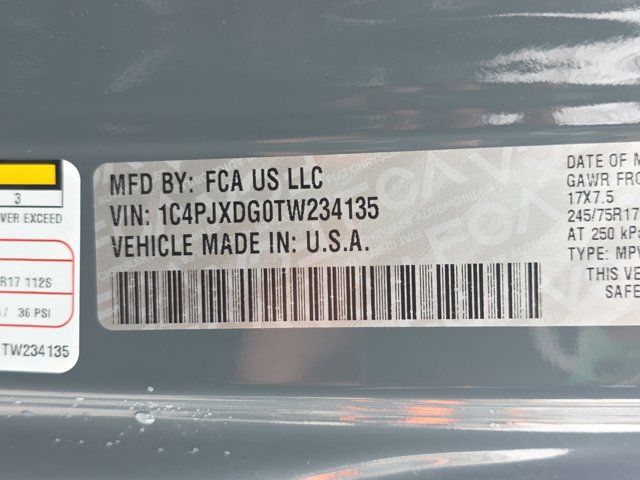 MFD BY: FCA US LLC
VIN: 1C4PJXDG0TW234135
VEHICLE MADE IN: U.S.A.
3
VER EXCEED
R17 112S
36 PSI
TW234135
DATE OF M
GAWR FRO
17X7.5
245/75R17
AT 250 kPa
TYPE: MPV
THIS VE
SAFE